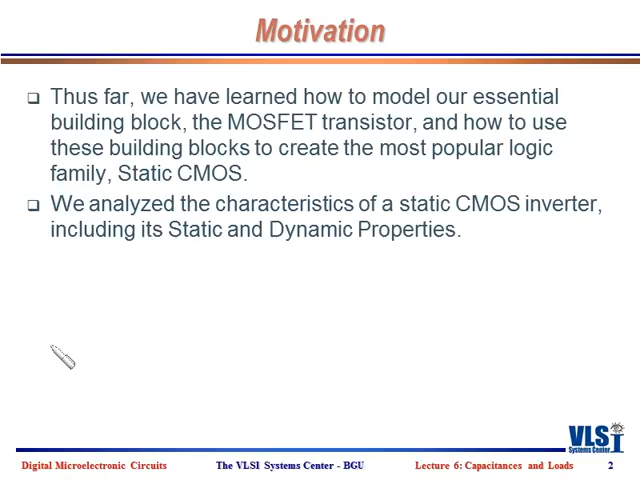 Motivation
Thus far, we have learned how to model our essential
building block, the MOSFET transistor, and how to use
these building blocks to create the most popular logic
family, Static CMOS.
We analyzed the characteristics of a static CMOS inverter,
including its Static and Dynamic Properties.
VLSI
Systems Center
Digital Microelectronic Circuits The VLSI Systems Center - BGU Lecture 6: Capacitances and Loads 2